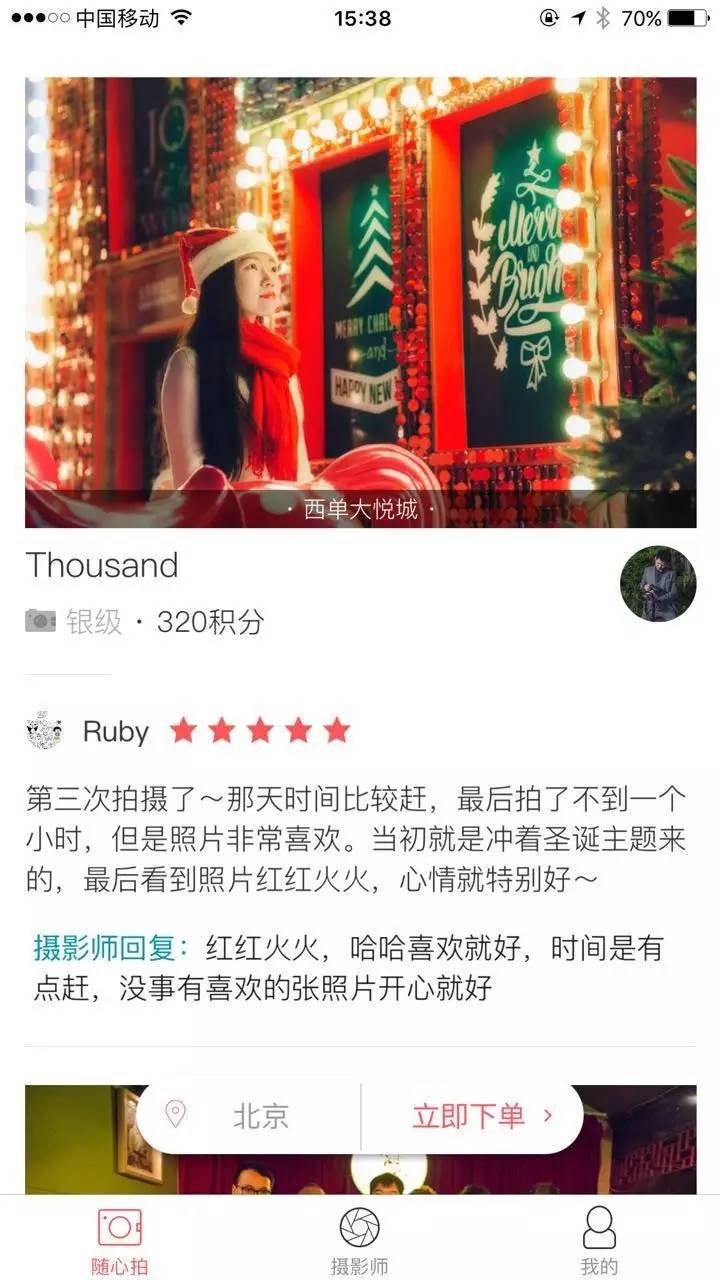 中国移动
15:38
70%
JO
MERRY CHRIS
and
HAPPY NEW
Merry
AND
Bright
· 西单大悦城 ·
Thousand
银级 · 320积分
Ruby
第三次拍摄了～那天时间比较赶，最后拍了不到一个
小时，但是照片非常喜欢。当初就是冲着圣诞主题来
的，最后看到照片红红火火，心情就特别好～
摄影师回复：红红火火，哈哈喜欢就好，时间是有
点赶，没事有喜欢的张照片开心就好
北京
立即下单 ›
随心拍
摄影师
我的